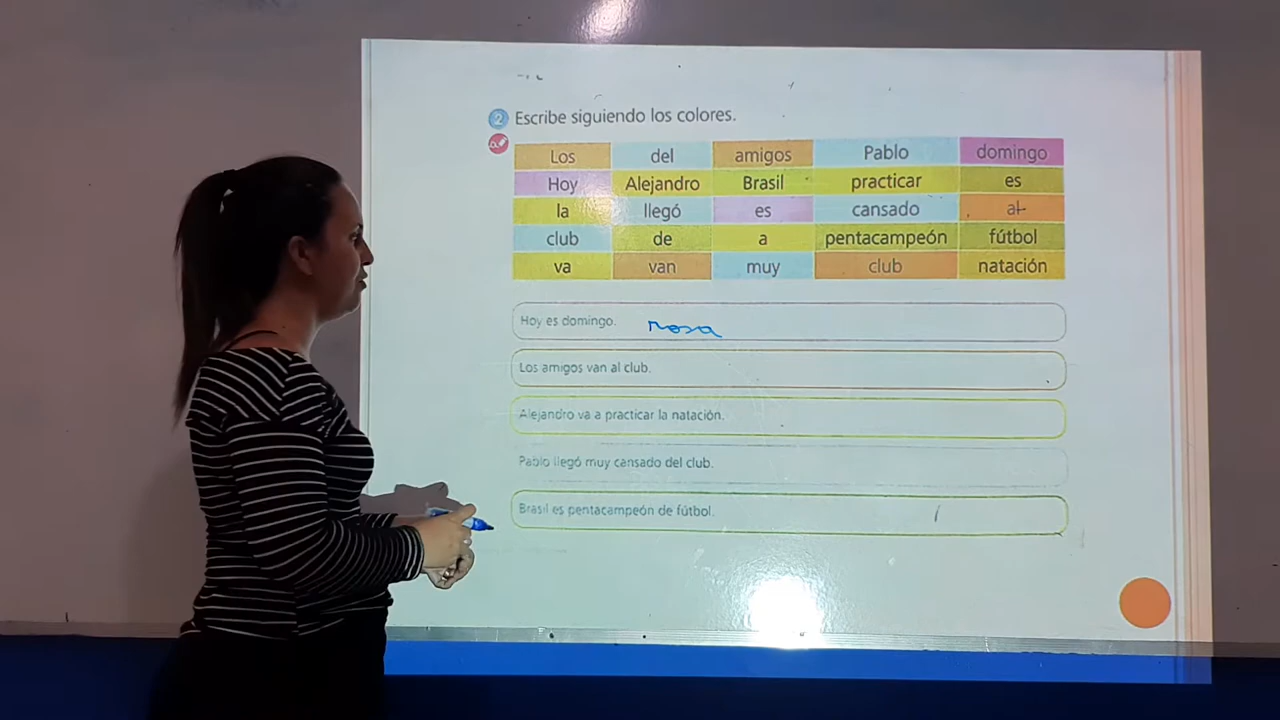 2 Escribe siguiendo los colores.
Los del amigos Pablo domingo
Hoy Alejandro Brasil practicar es
la llegó es cansado al
club de a pentacampeón fútbol
va van muy club natación
Hoy es domingo. rosa
Los amigos van al club.
Alejandro va a practicar la natación.
Pablo llegó muy cansado del club.
Brasil es pentacampeón de fútbol.